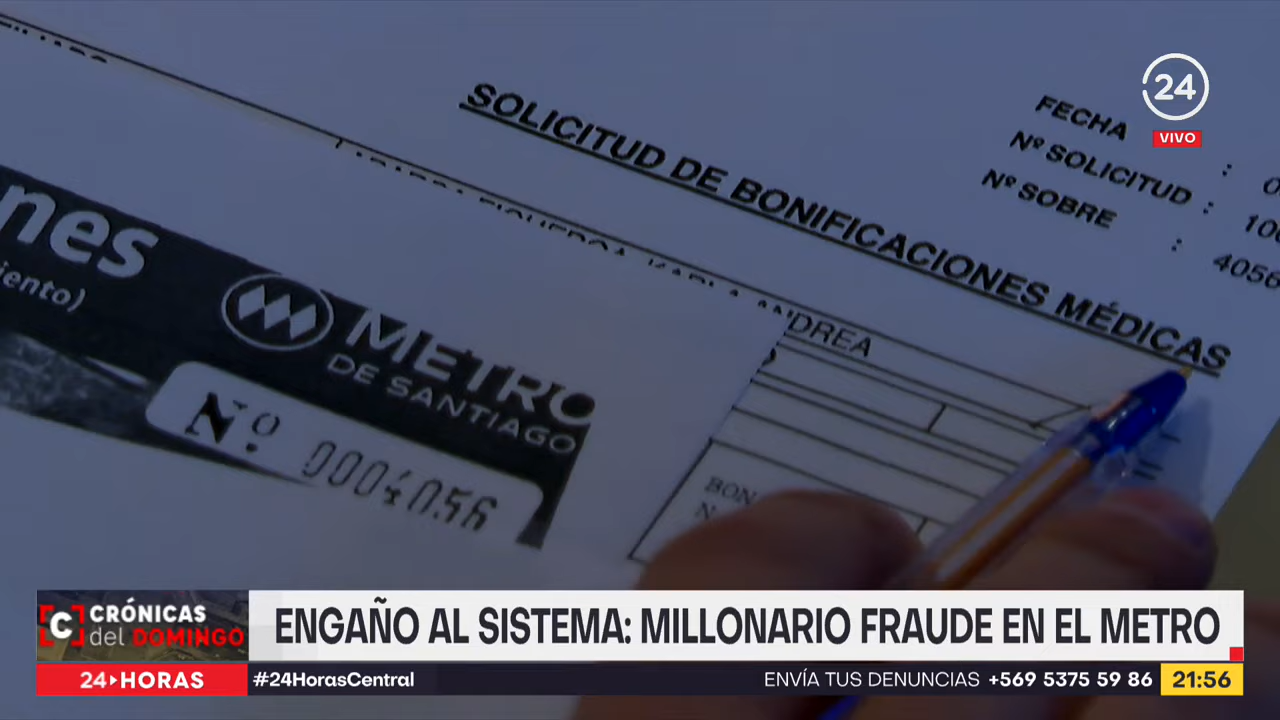 24
VIVO
SOLICITUD DE BONIFICACIONES MÉDICAS
FECHA :
Nº SOLICITUD :
Nº SOBRE : 4056
ANDREA
nes
iento)
METRO
DE SANTIAGO
Nº 0004056
BON
C CRÓNICAS
del DOMINGO
ENGAÑO AL SISTEMA: MILLONARIO FRAUDE EN EL METRO
24 HORAS
#24HorasCentral
ENVÍA TUS DENUNCIAS +569 5375 59 86
21:56